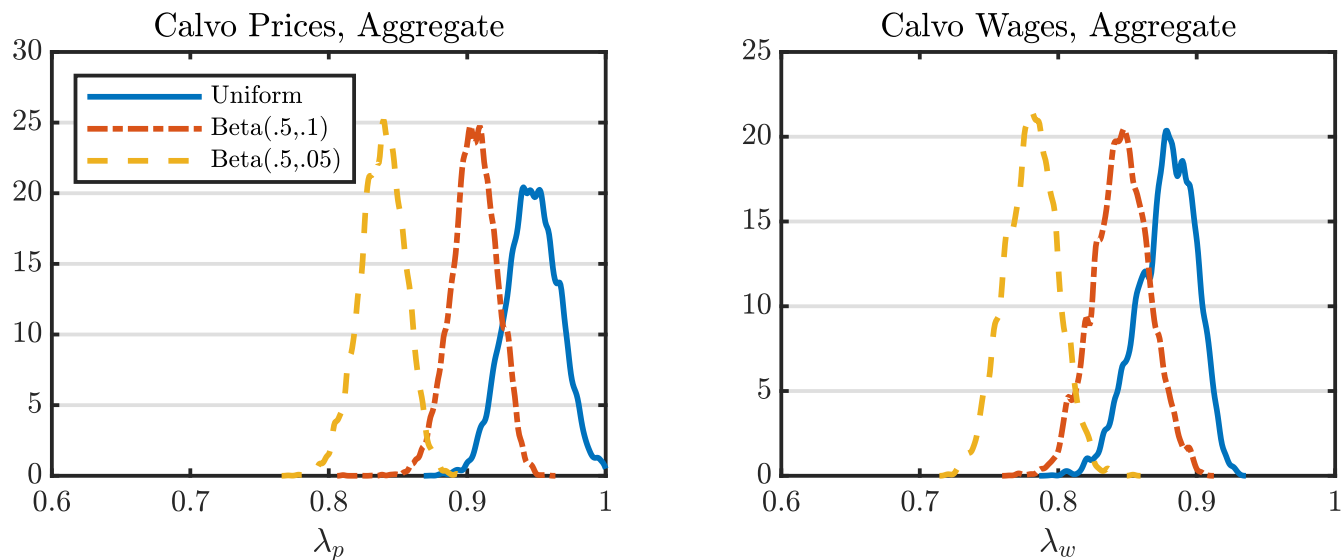 Calvo Prices, Aggregate
30
25
20
15
10
5
0
0.6 0.7 0.8 0.9 1
λp
Uniform
Beta(.5,.1)
Beta(.5,.05)
Calvo Wages, Aggregate
25
20
15
10
5
0
0.6 0.7 0.8 0.9 1
λw